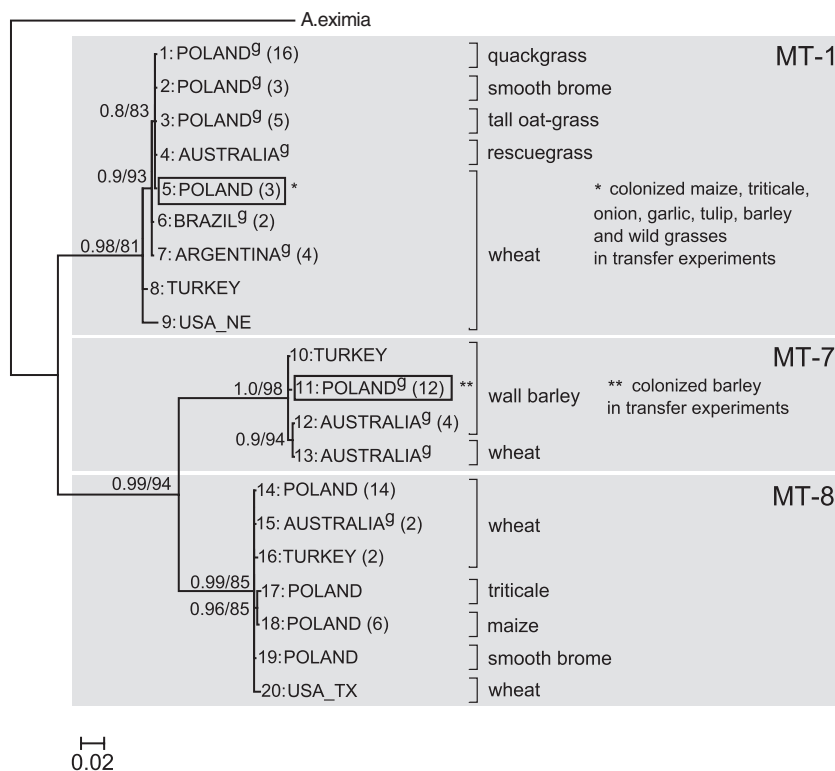 A.eximia
MT-1
1:POLANDg (16)
quackgrass
2:POLANDg (3)
smooth brome
0.8/83
3:POLANDg (5)
tall oat-grass
4:AUSTRALIAg
rescuegrass
0.9/93
5:POLAND (3) *
6:BRAZILg (2)
0.98/81
7:ARGENTINAg (4)
wheat
8:TURKEY
9:USA_NE
* colonized maize, triticale,
onion, garlic, tulip, barley
and wild grasses
in transfer experiments
MT-7
10:TURKEY
1.0/98
11:POLANDg (12) **
wall barley
12:AUSTRALIAg (4)
0.9/94
13:AUSTRALIAg
wheat
** colonized barley
in transfer experiments
0.99/94
MT-8
14:POLAND (14)
15:AUSTRALIAg (2)
wheat
16:TURKEY (2)
0.99/85
17:POLAND
triticale
0.96/85
18:POLAND (6)
maize
19:POLAND
smooth brome
20:USA_TX
wheat
0.02